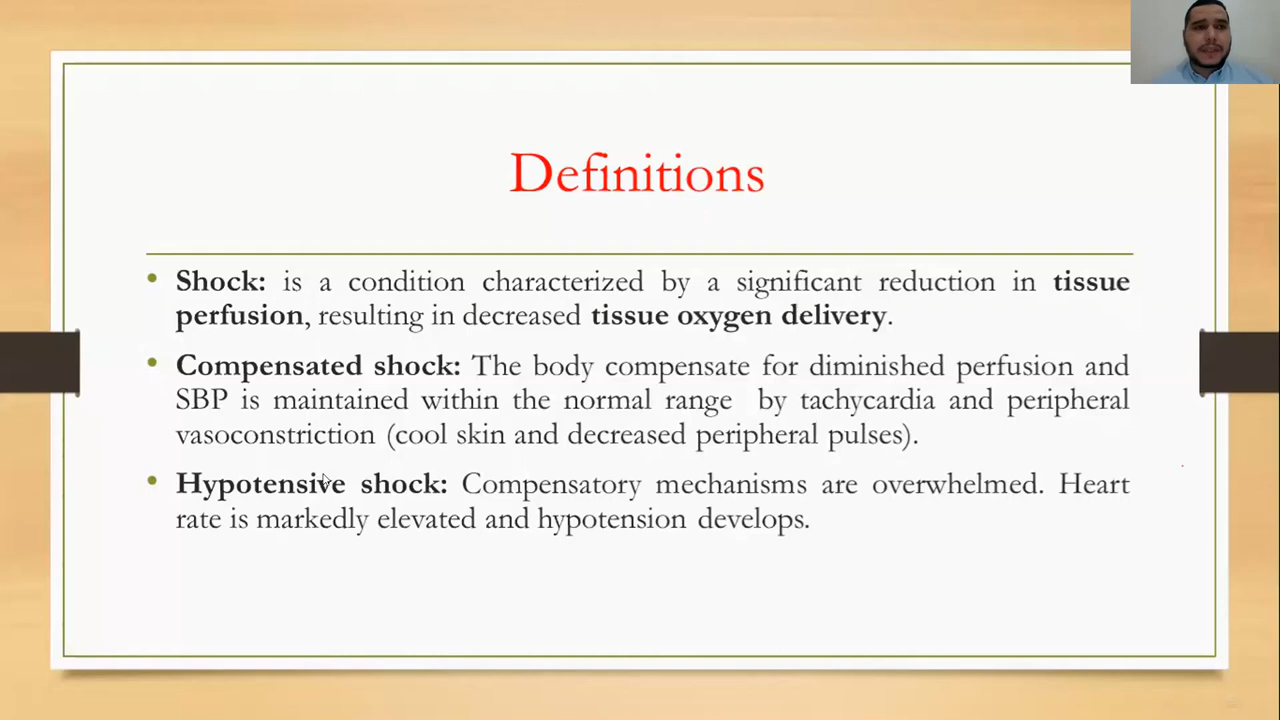 Definitions
• Shock: is a condition characterized by a significant reduction in tissue
perfusion, resulting in decreased tissue oxygen delivery.
• Compensated shock: The body compensate for diminished perfusion and
SBP is maintained within the normal range by tachycardia and peripheral
vasoconstriction (cool skin and decreased peripheral pulses).
• Hypotensive shock: Compensatory mechanisms are overwhelmed. Heart
rate is markedly elevated and hypotension develops.